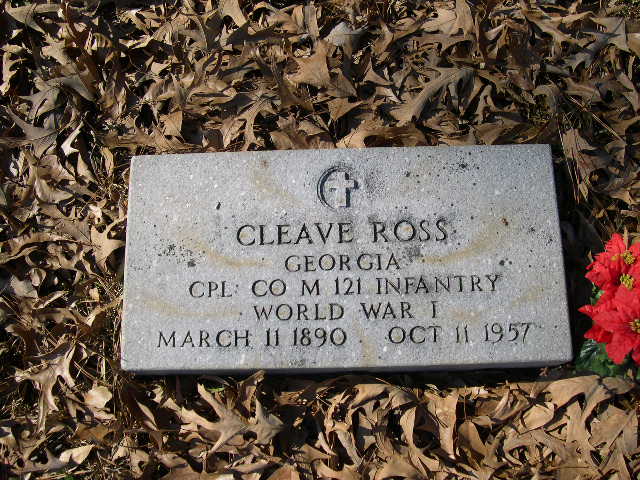 CLEAVE ROSS
GEORGIA
CPL CO M 121 INFANTRY
WORLD WAR I
MARCH 11 1890 OCT 11 1957